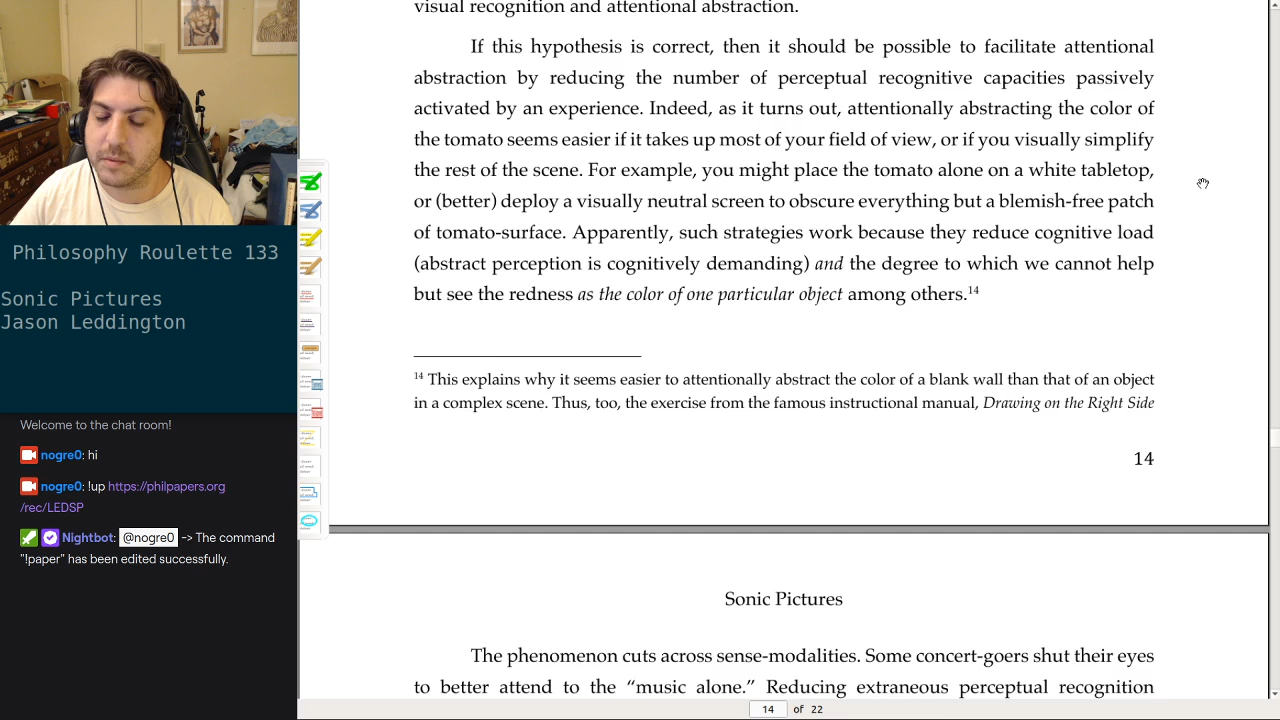 visual recognition and attentional abstraction.
If this hypothesis is correct, then it should be possible to facilitate attentional
abstraction by reducing the number of perceptual recognitive capacities passively
activated by an experience. Indeed, as it turns out, attentionally abstracting the color of
the tomato seems easier if it takes up most of your field of view, or if you visually simplify
the rest of the scene. For example, you might place the tomato alone on a white tabletop,
or (better) deploy a visually neutral screen to obscure everything but a blemish-free patch
of tomato-surface. Apparently, such strategies work because they reduce cognitive load
(abstract perception is cognitively demanding) and the degree to which we cannot help
but see the redness as the color of one particular object among others.14
14 This explains why it seems easier to attentionally abstract the color of a blank wall than that of an object
in a complex scene. Thus, too, the exercise from the famous instructional manual, Drawing on the Right Side
14
Sonic Pictures
The phenomenon cuts across sense-modalities. Some concert-goers shut their eyes
to better attend to the “music alone.” Reducing extraneous perceptual recognition
14 of 22
Philosophy Roulette 133
Sonic Pictures
Jason Leddington
Welcome to the chat room!
nogre0: hi
nogre0: !up https://philpapers.org
/rec/LEDSP
Nightbot: @nogre0 -> The command
"!paper" has been edited successfully.